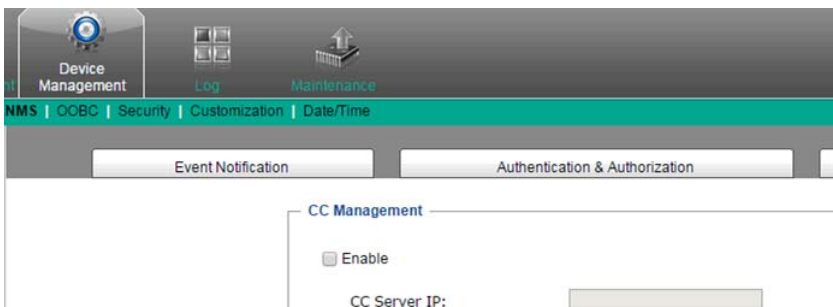 Device
Management
Log
Maintenance
NMS | OOBC | Security | Customization | Date/Time
Event Notification
Authentication & Authorization
CC Management
Enable
CC Server IP: